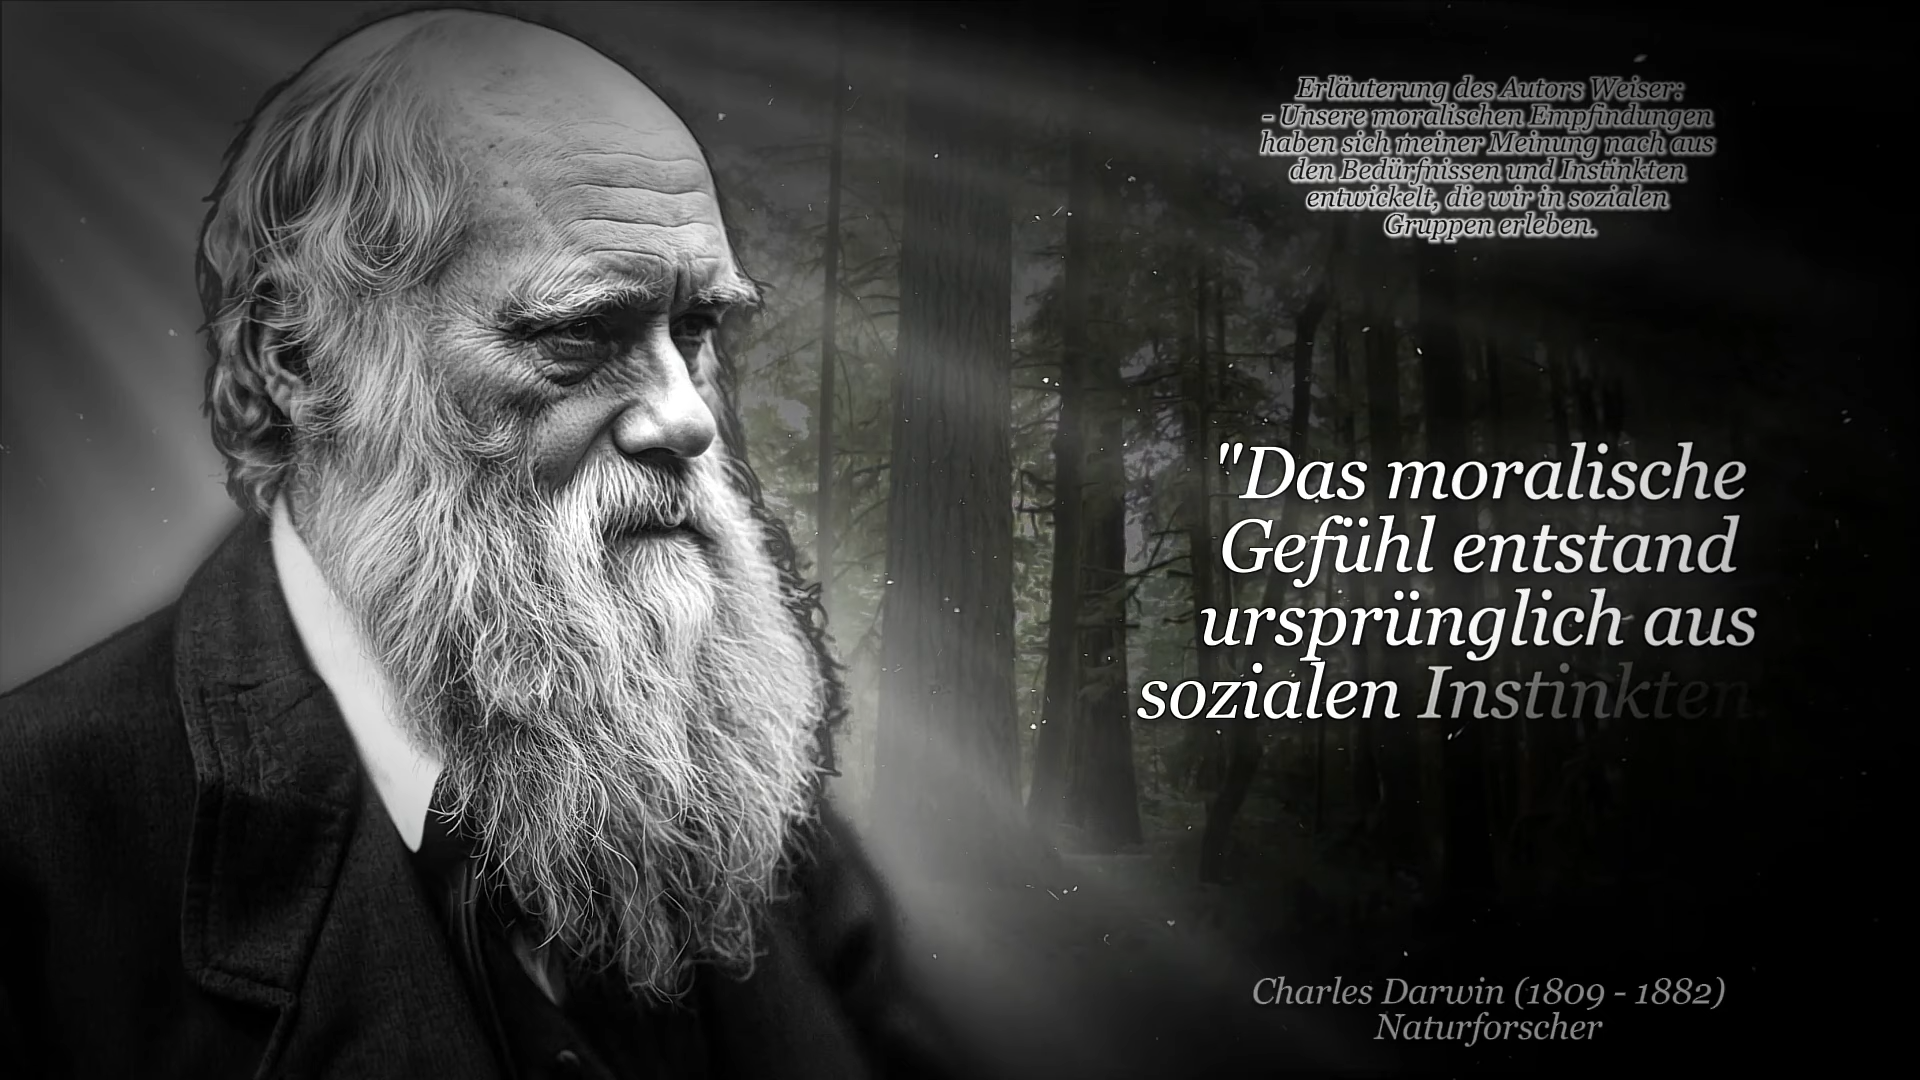 Erläuterung des Autors Weiser:
- Unsere moralischen Empfindungen
haben sich meiner Meinung nach aus
den Bedürfnissen und Instinkten
entwickelt, die wir in sozialen
Gruppen erleben.
"Das moralische
Gefühl entstand
ursprünglich aus
sozialen Instinkten.
Charles Darwin (1809 - 1882)
Naturforscher